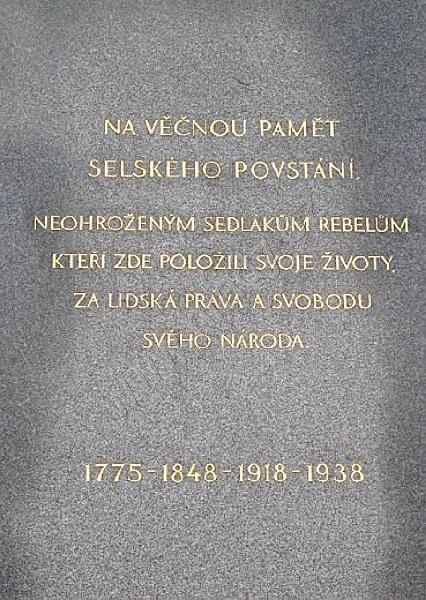 NA VĚČNOU PAMĚT
SELSKÉHO POVSTÁNÍ.
NEOHROŽENÝM SEDLÁKŮM REBELŮM
KTEŘÍ ZDE POLOŽILI SVOJE ŽIVOTY,
ZA LIDSKÁ PRÁVA A SVOBODU
SVÉHO NÁRODA.
1775-1848-1918-1938